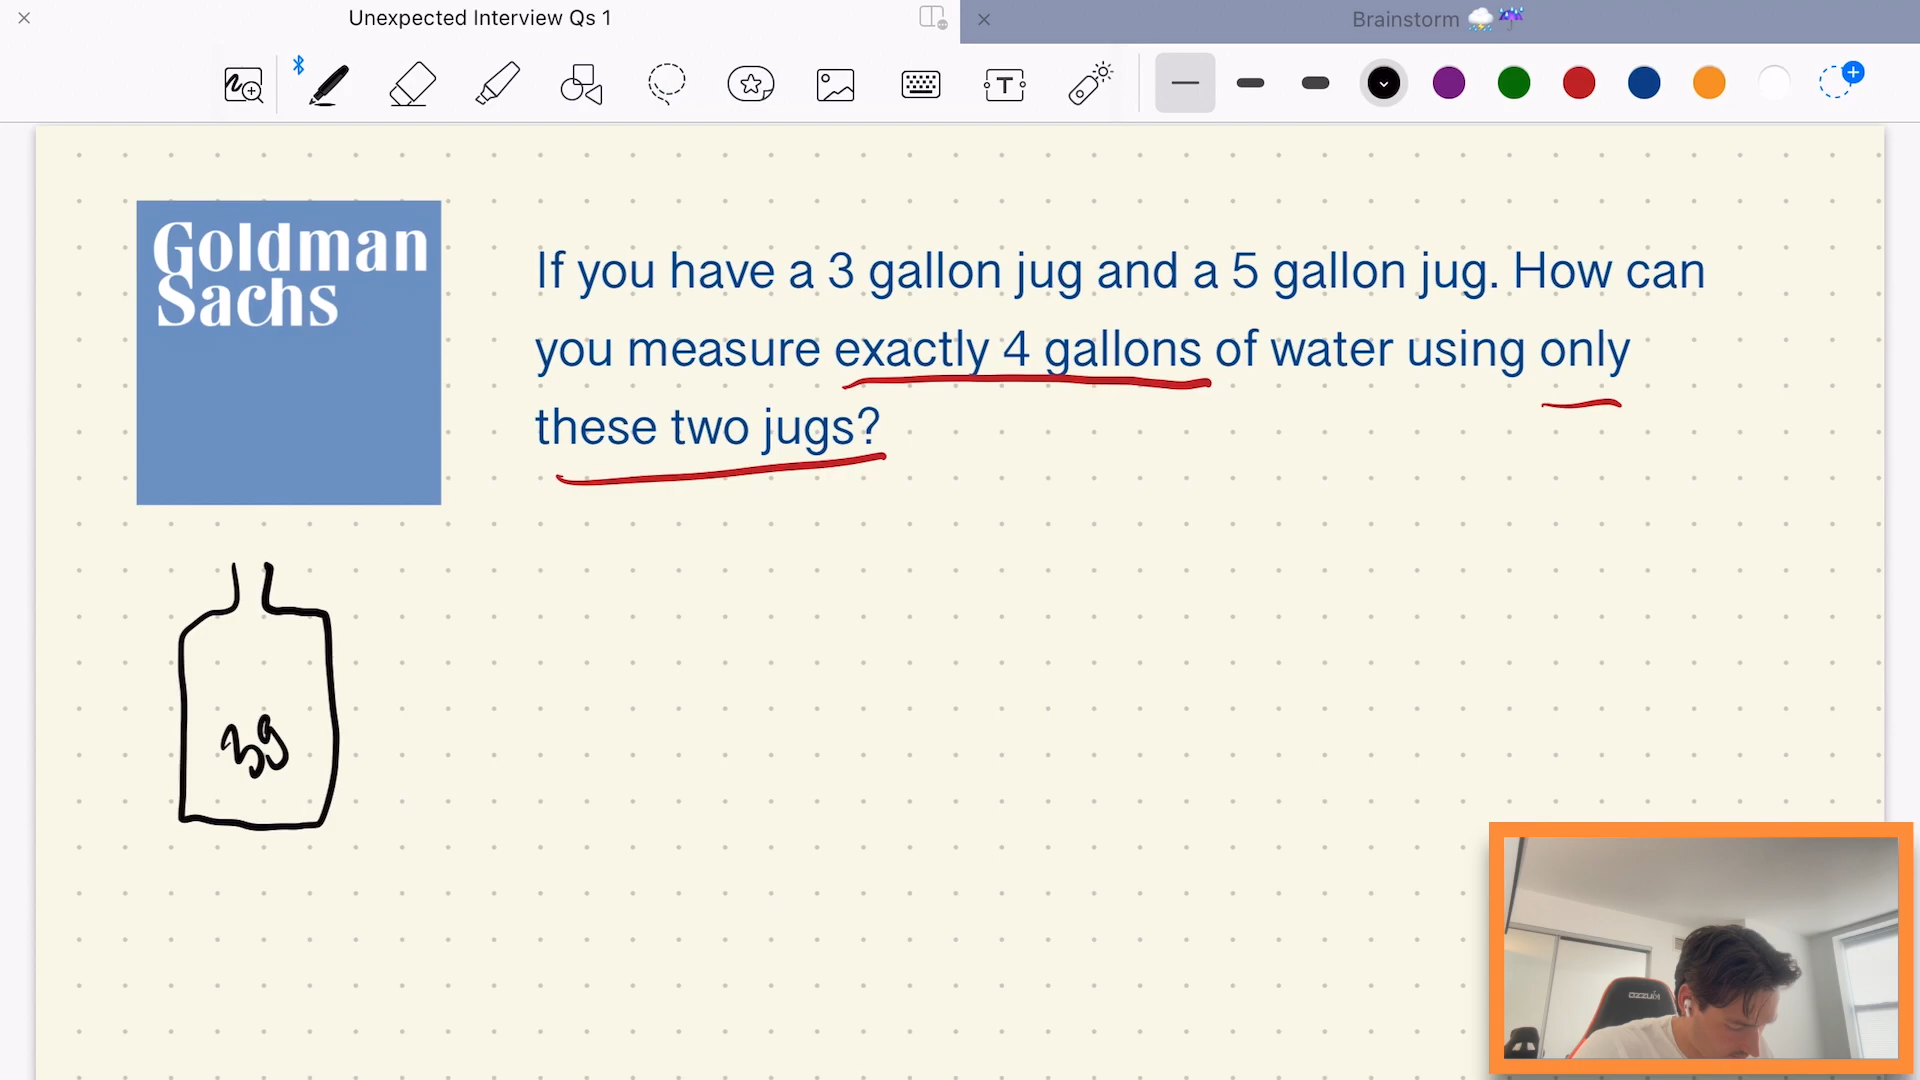 Unexpected Interview Qs 1
Brainstorm ⛈️☔
T
Goldman
Sachs
If you have a 3 gallon jug and a 5 gallon jug. How can
you measure exactly 4 gallons of water using only
these two jugs?
3g